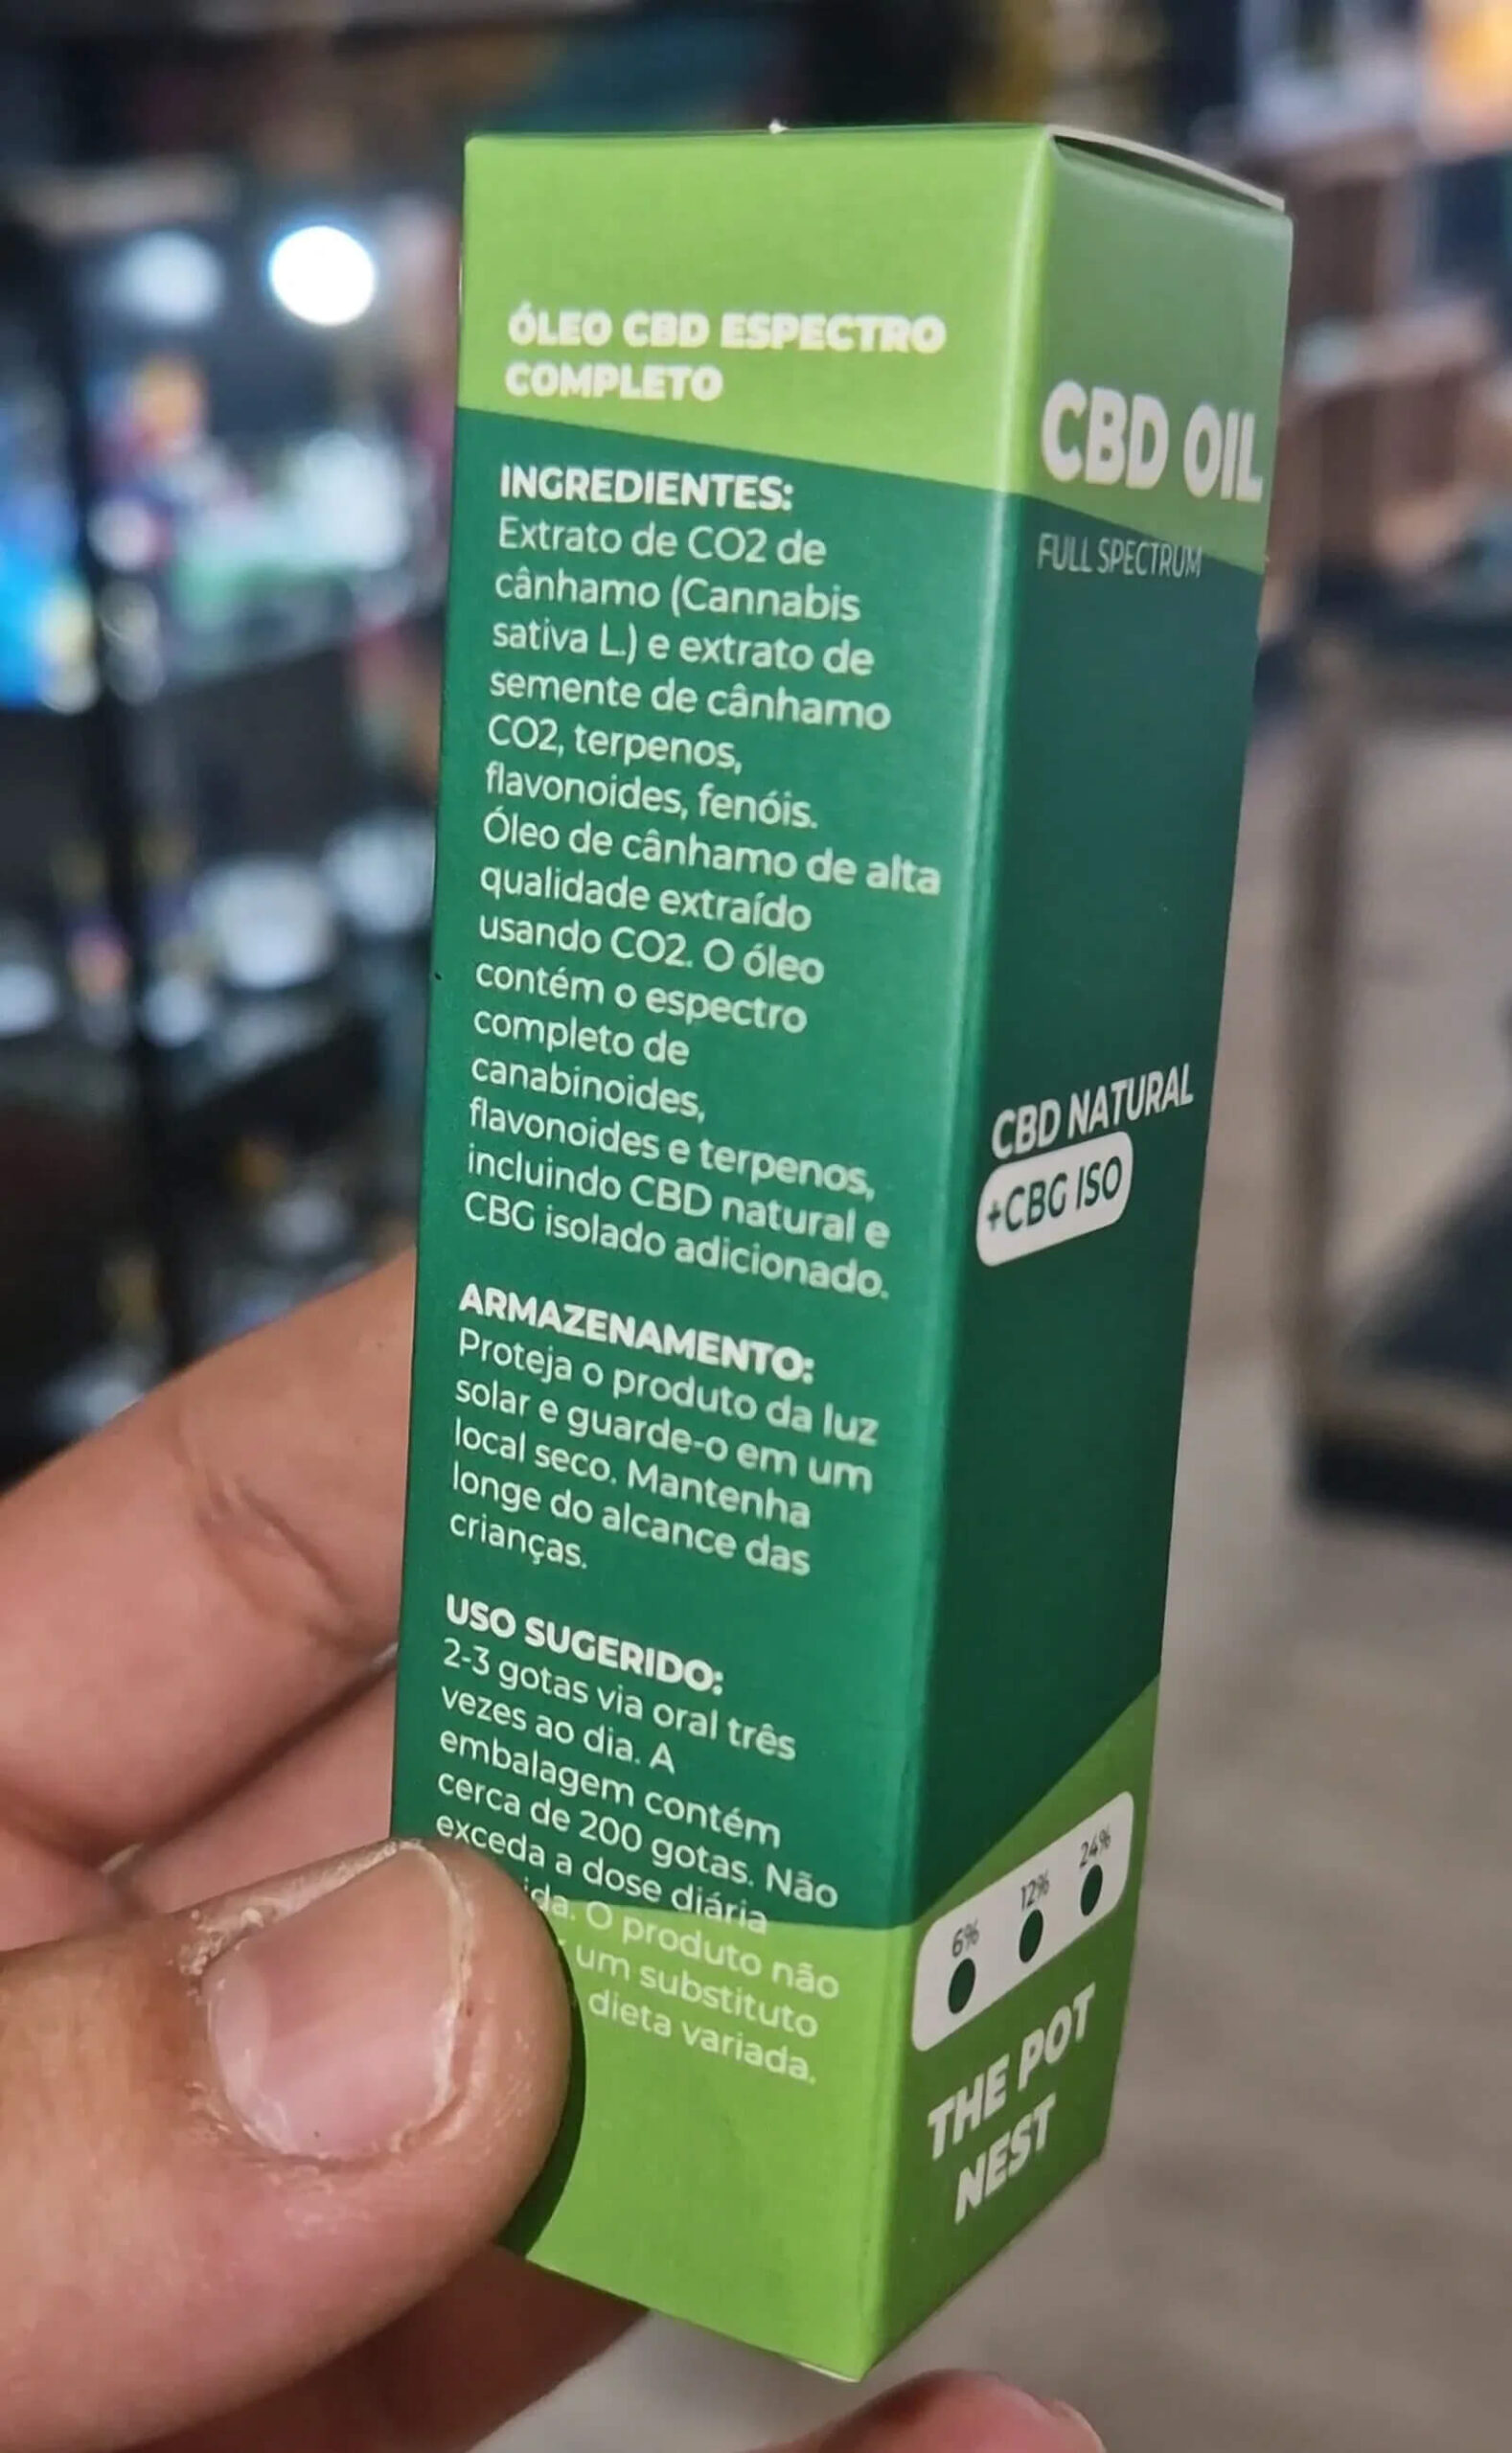 ÓLEO CBD ESPECTRO
COMPLETO
INGREDIENTES:
Extrato de CO2 de
cânhamo (Cannabis
sativa L.) e extrato de
semente de cânhamo
CO2, terpenos,
flavonoides, fenóis.
Óleo de cânhamo de alta
qualidade extraído
usando CO2. O óleo
contém o espectro
completo de
canabinoides,
flavonoides e terpenos,
incluindo CBD natural e
CBG isolado adicionado.
ARMAZENAMENTO:
Proteja o produto da luz
solar e guarde-o em um
local seco. Mantenha
longe do alcance das
crianças.
USO SUGERIDO:
2-3 gotas via oral três
vezes ao dia. A
embalagem contém
cerca de 200 gotas. Não
exceda a dose diária
O produto não
um substituto
dieta variada.
CBD OIL
FULL SPECTRUM
CBD NATURAL
+CBG ISO
6% 12% 24%
THE POT
NEST